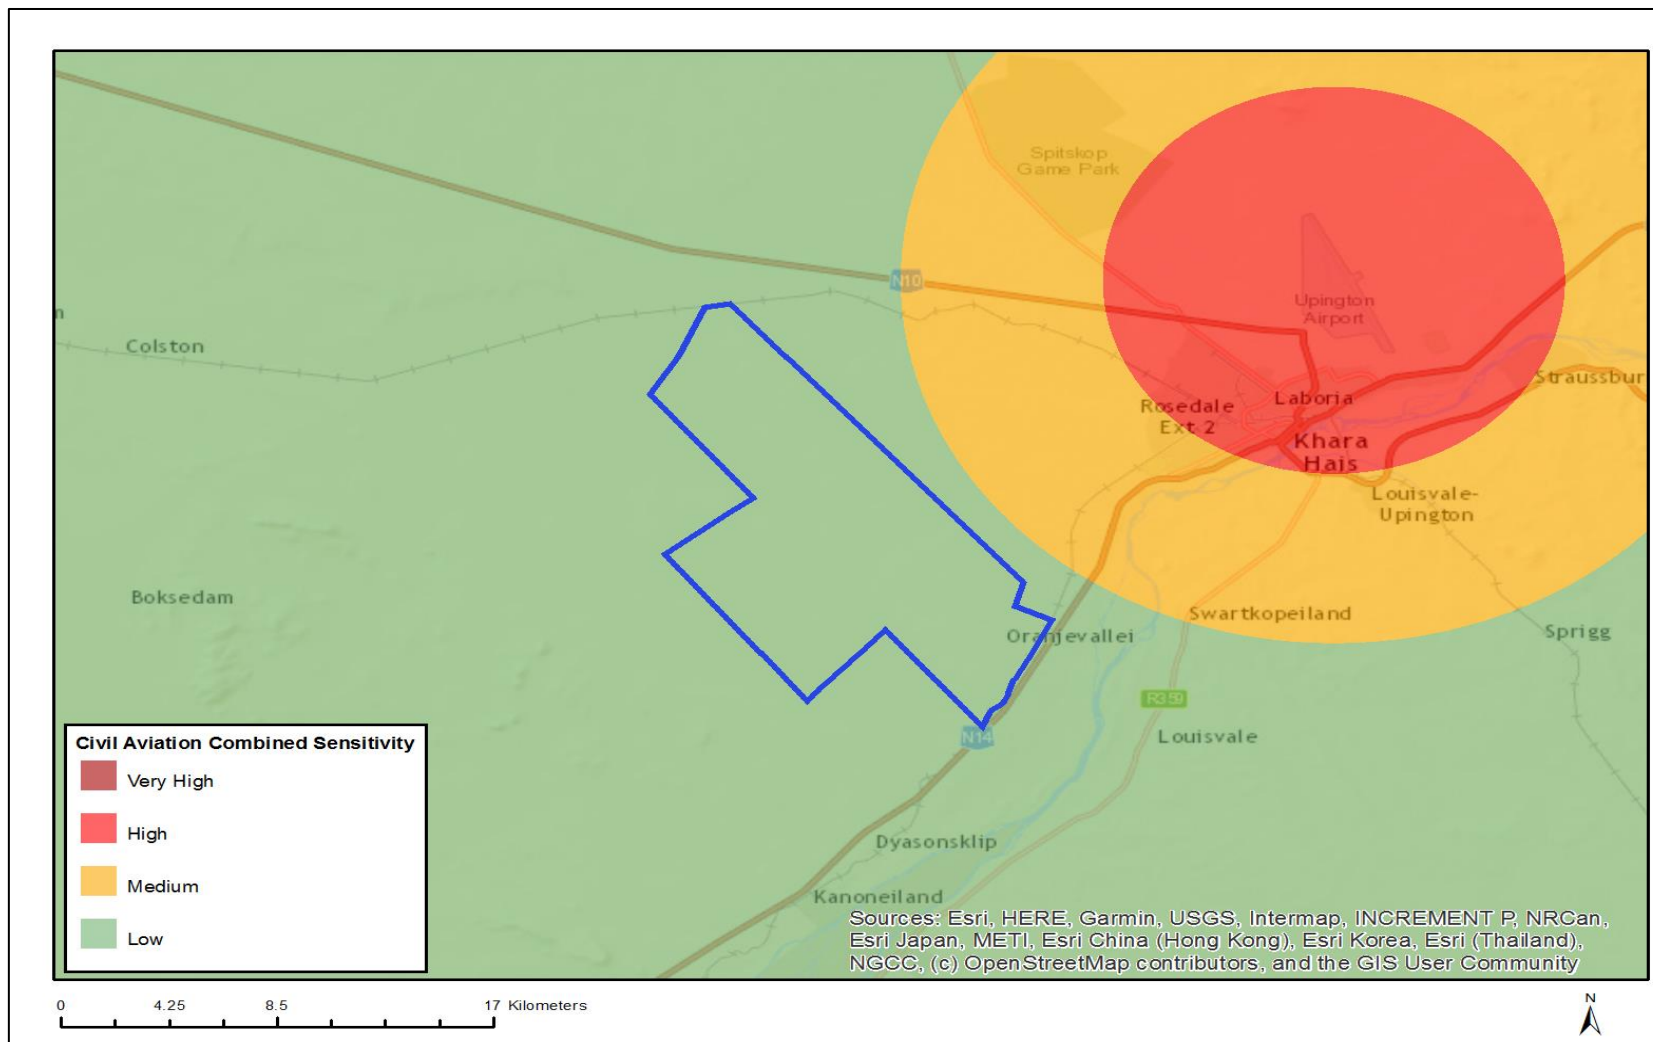 Spitskop
Game Park
N10
Upington
Airport
n
Colston
Straussbur
Laboria
Rosedale
Ext 2
Khara
Hais
Louisvale-
Upington
Boksedam
Swartkopeiland
Oranjevallei
Sprigg
R359
N14
Louisvale
Dyasonsklip
Kanoneiland
Civil Aviation Combined Sensitivity
Very High
High
Medium
Low
Sources: Esri, HERE, Garmin, USGS, Intermap, INCREMENT P, NRCan,
Esri Japan, METI, Esri China (Hong Kong), Esri Korea, Esri (Thailand),
NGCC, (c) OpenStreetMap contributors, and the GIS User Community
0 4.25 8.5 17 Kilometers
N